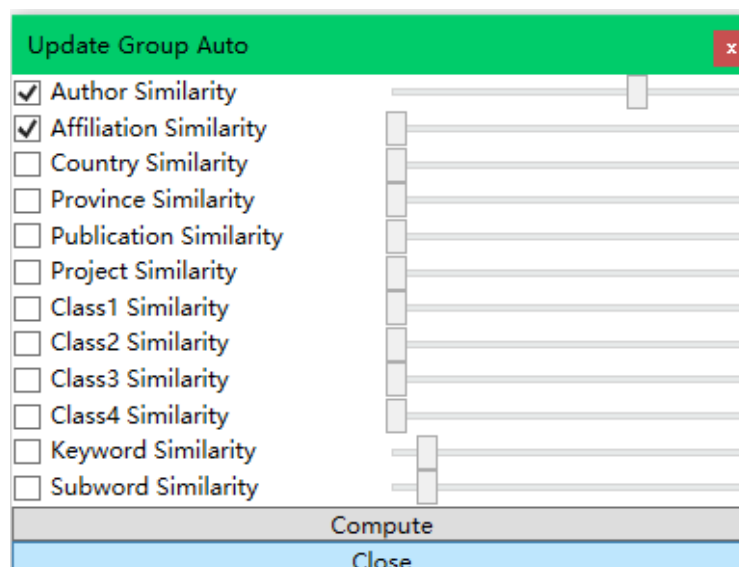 Update Group Auto
x
Author Similarity
Affiliation Similarity
Country Similarity
Province Similarity
Publication Similarity
Project Similarity
Class1 Similarity
Class2 Similarity
Class3 Similarity
Class4 Similarity
Keyword Similarity
Subword Similarity
Compute
Close